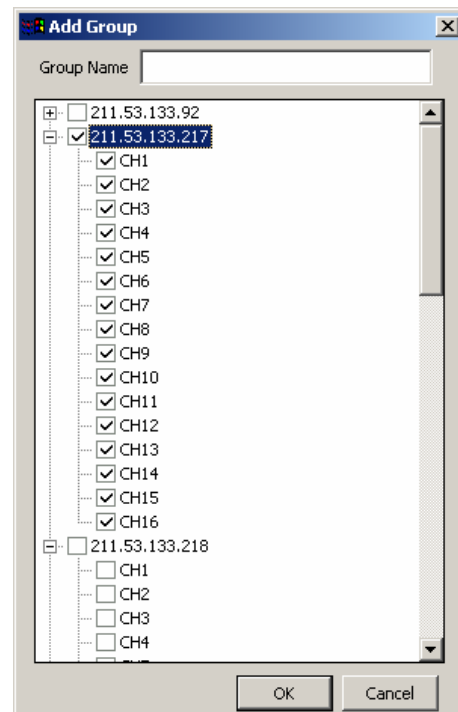 Add Group
Group Name
211.53.133.92
211.53.133.217
CH1
CH2
CH3
CH4
CH5
CH6
CH7
CH8
CH9
CH10
CH11
CH12
CH13
CH14
CH15
CH16
211.53.133.218
CH1
CH2
CH3
CH4
OK Cancel